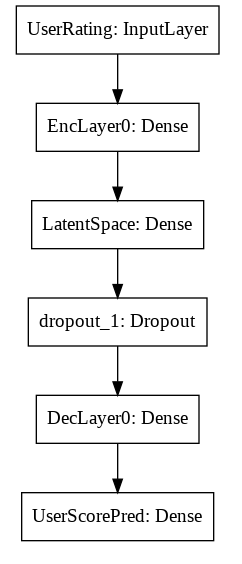 UserRating: InputLayer
EncLayer0: Dense
LatentSpace: Dense
dropout_1: Dropout
DecLayer0: Dense
UserScorePred: Dense